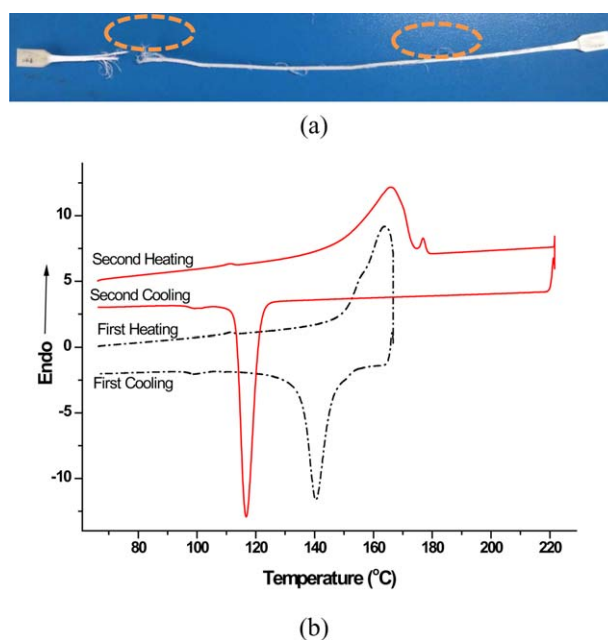 (a)
10
Second Heating
5
Second Cooling
First Heating
0
First Cooling
-5
-10
Endo
80 100 120 140 160 180 200 220
Temperature (°C)
(b)